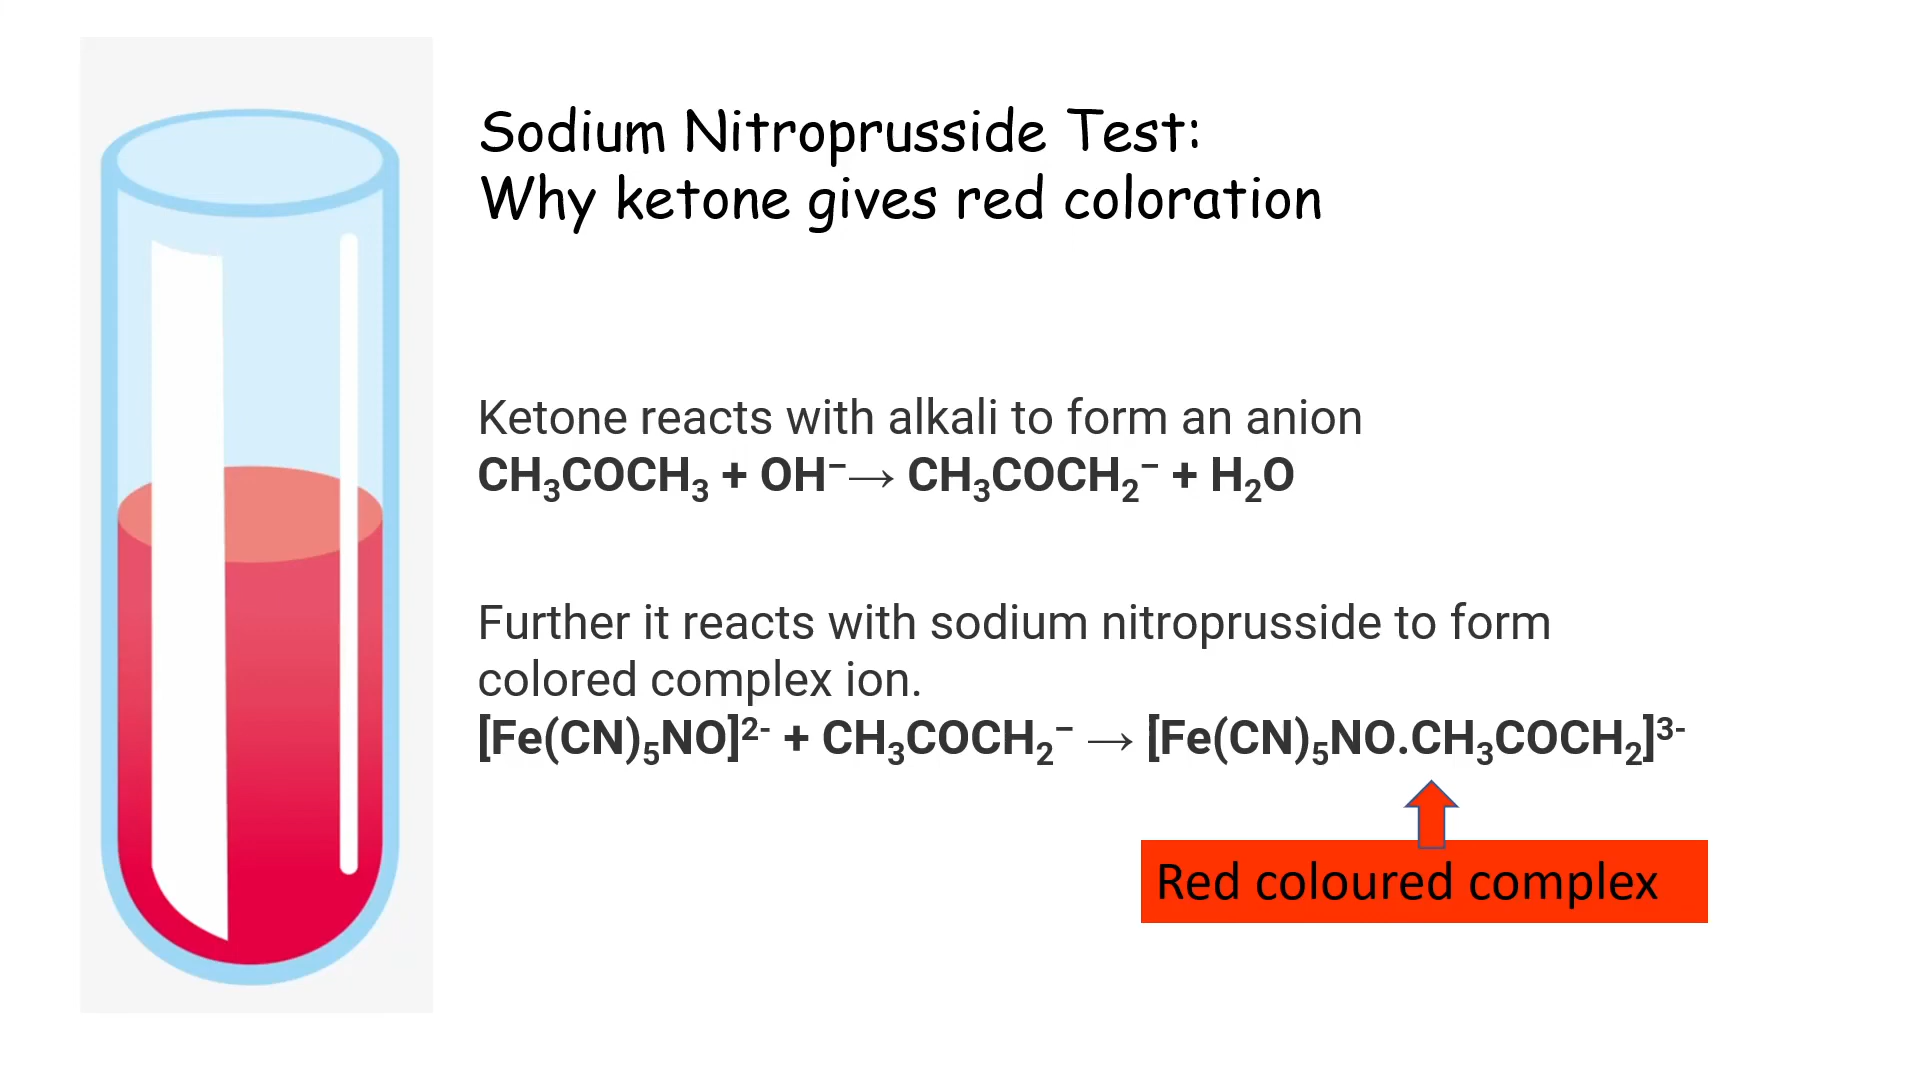 Sodium Nitroprusside Test:
Why ketone gives red coloration
Ketone reacts with alkali to form an anion
CH₃COCH₃ + OH⁻→ CH₃COCH₂⁻ + H₂O
Further it reacts with sodium nitroprusside to form
colored complex ion.
[Fe(CN)₅NO]²⁻ + CH₃COCH₂⁻ → [Fe(CN)₅NO.CH₃COCH₂]³⁻
Red coloured complex